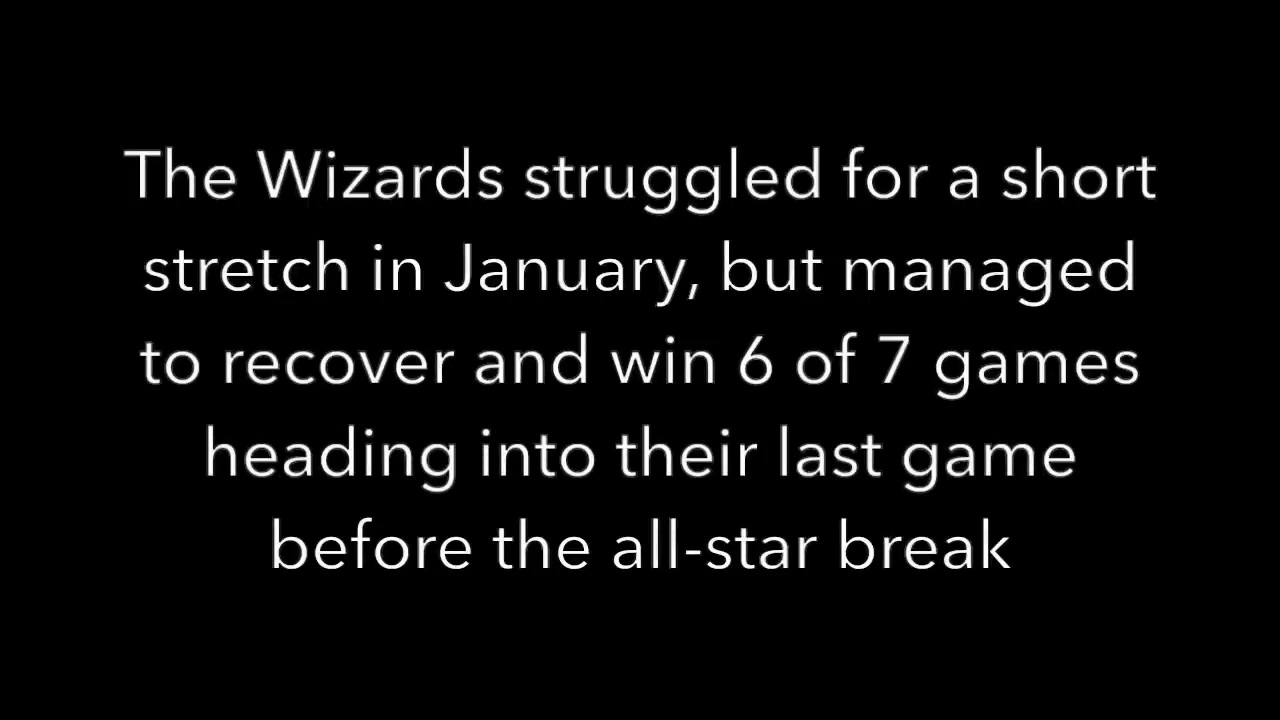 The Wizards struggled for a short
stretch in January, but managed
to recover and win 6 of 7 games
heading into their last game
before the all-star break